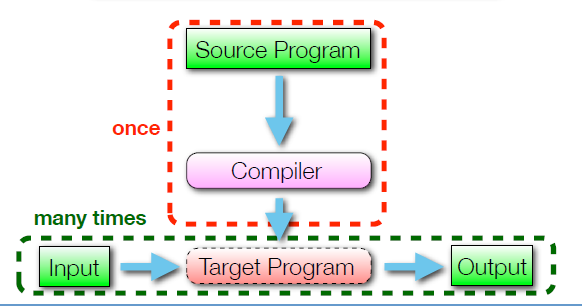 Source Program
once
Compiler
many times
Input
Target Program
Output